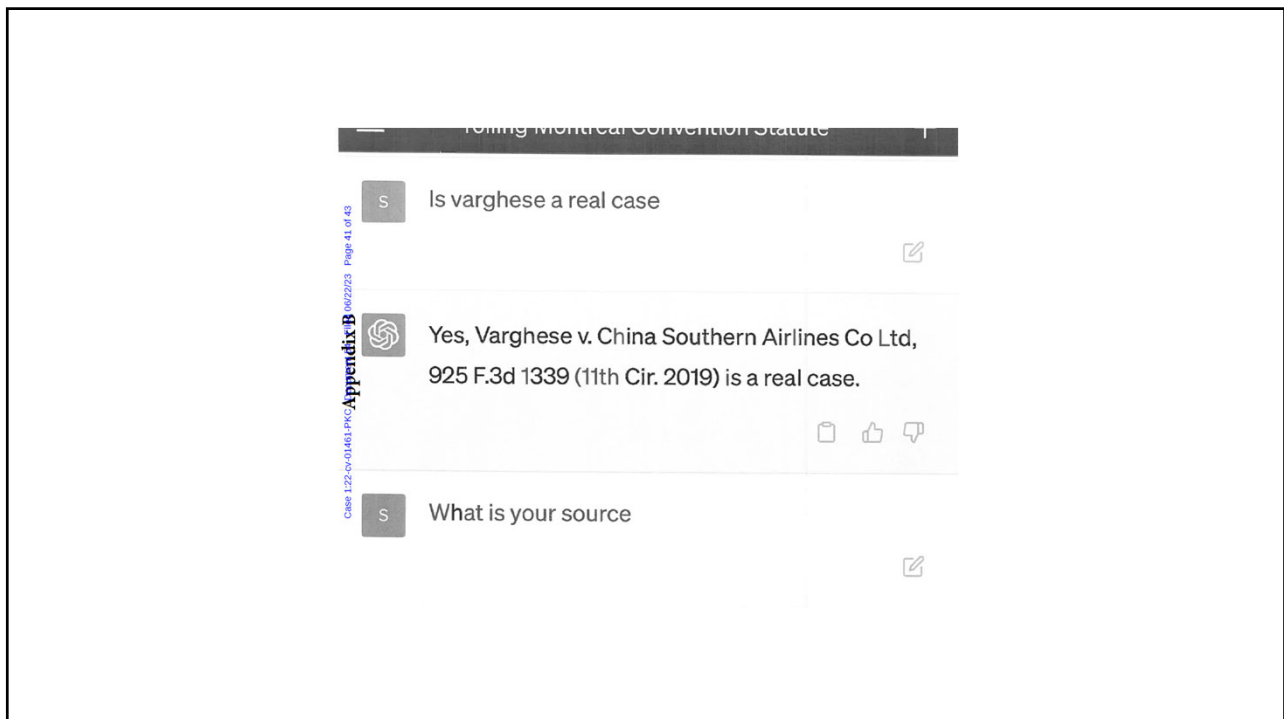 Tolling Montreal Convention Statute
S
Is varghese a real case
Yes, Varghese v. China Southern Airlines Co Ltd,
925 F.3d 1339 (11th Cir. 2019) is a real case.
S
What is your source
Case 1:22-cv-01461-PKC 06/22/23 Page 41 of 43
Appendix B